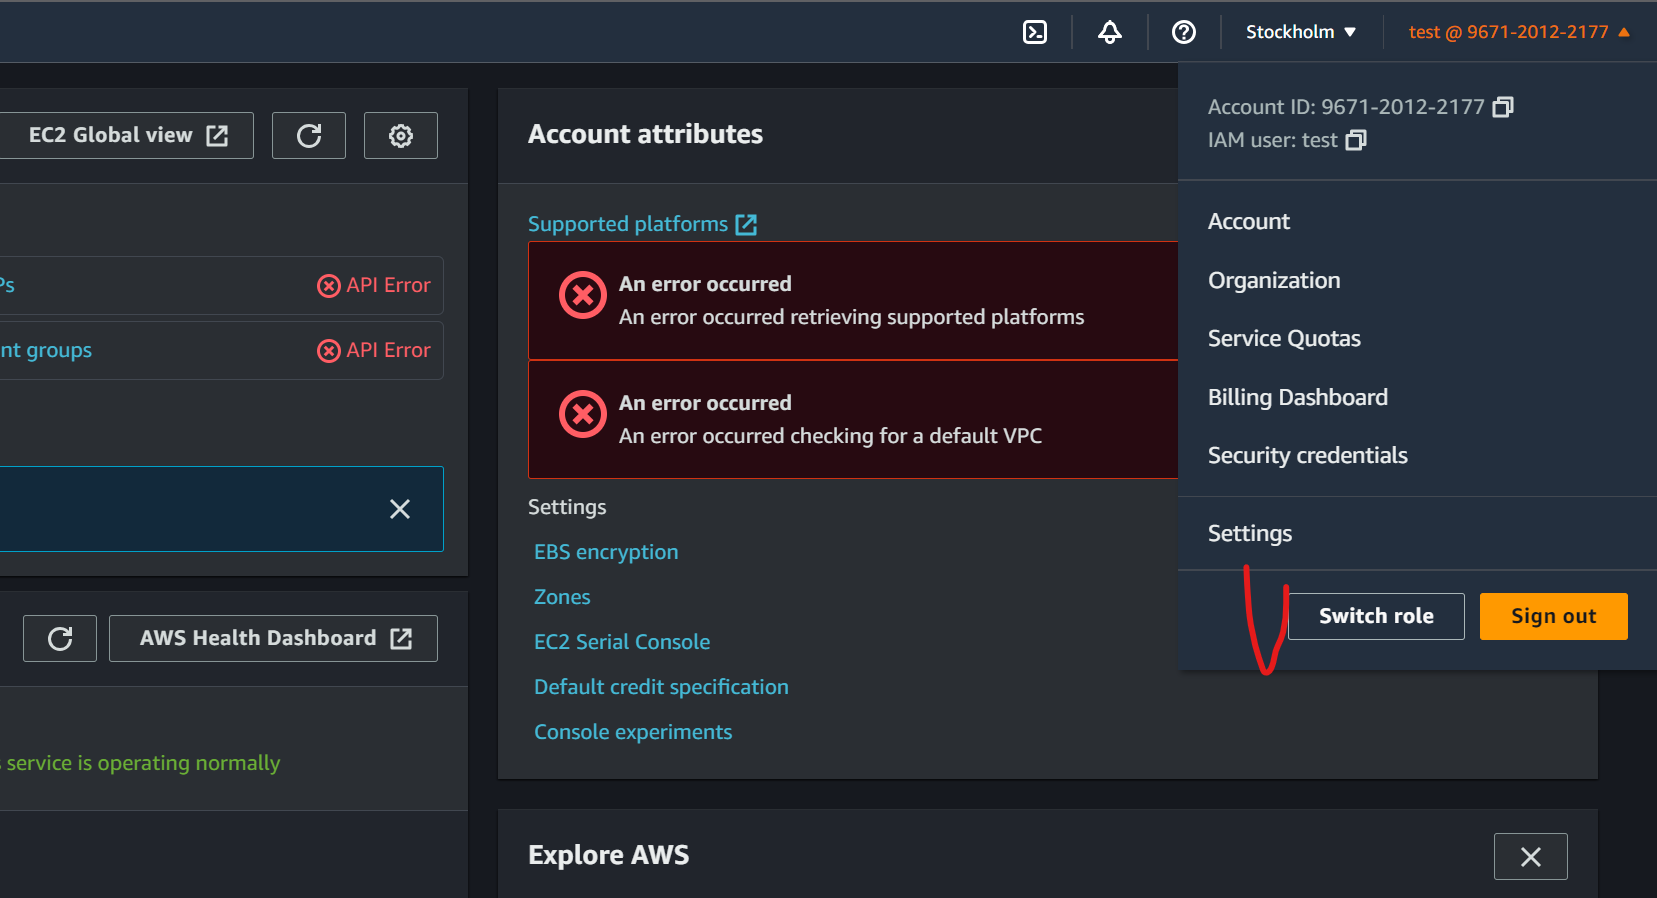 Stockholm
test @ 9671-2012-2177
Account ID: 9671-2012-2177
IAM user: test
Account
Organization
Service Quotas
Billing Dashboard
Security credentials
Settings
Switch role
Sign out
EC2 Global view
Ps
API Error
nt groups
API Error
AWS Health Dashboard
s service is operating normally
Account attributes
Supported platforms
An error occurred
An error occurred retrieving supported platforms
An error occurred
An error occurred checking for a default VPC
Settings
EBS encryption
Zones
EC2 Serial Console
Default credit specification
Console experiments
Explore AWS